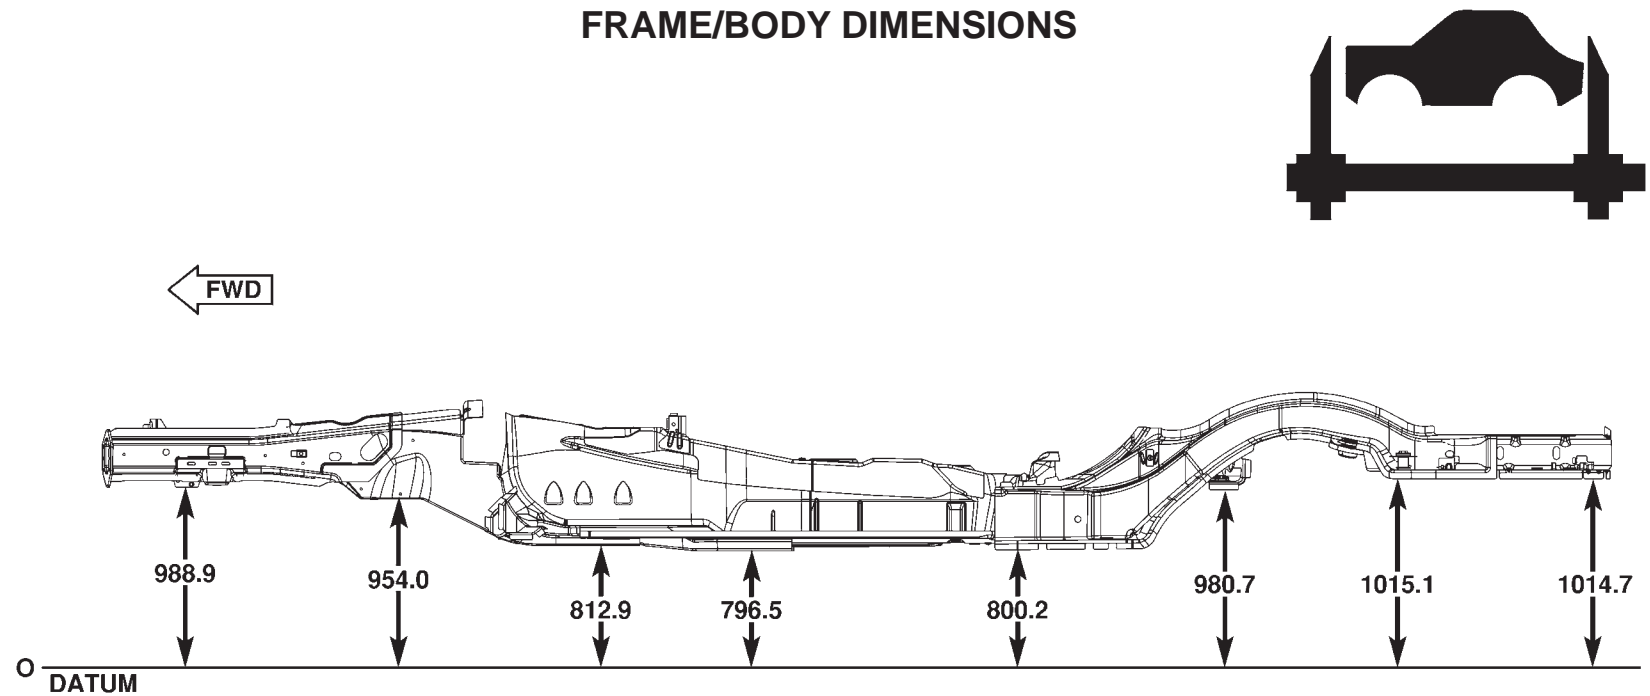 FRAME/BODY DIMENSIONS
FWD
988.9
954.0
812.9
796.5
800.2
980.7
1015.1
1014.7
O
DATUM